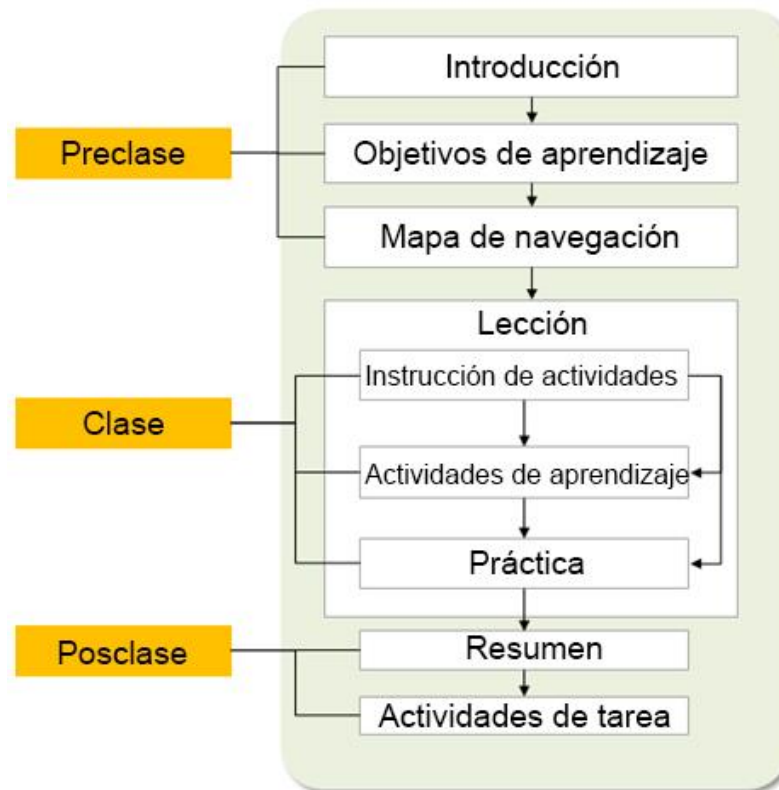 Introducción
Preclase
Objetivos de aprendizaje
Mapa de navegación
Lección
Instrucción de actividades
Clase
Actividades de aprendizaje
Práctica
Posclase
Resumen
Actividades de tarea